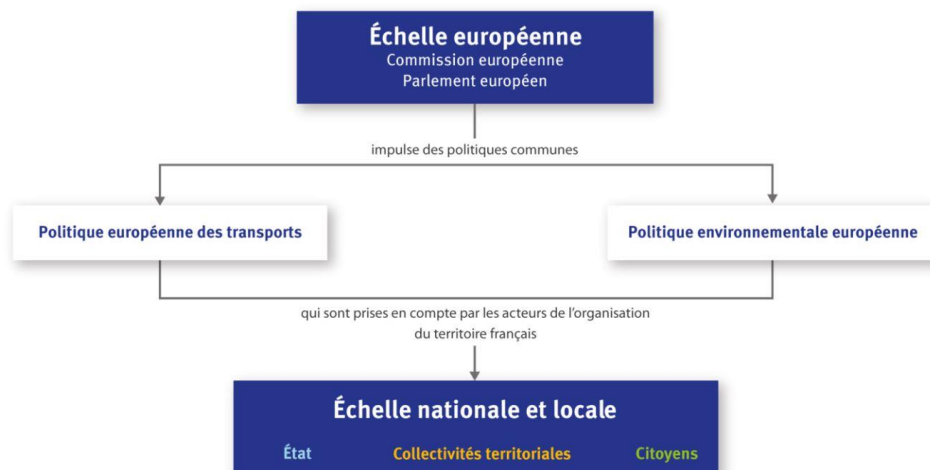 Échelle européenne
Commission européenne
Parlement européen
impulse des politiques communes
Politique européenne des transports
Politique environnementale européenne
qui sont prises en compte par les acteurs de l'organisation
du territoire français
Échelle nationale et locale
État
Collectivités territoriales
Citoyens